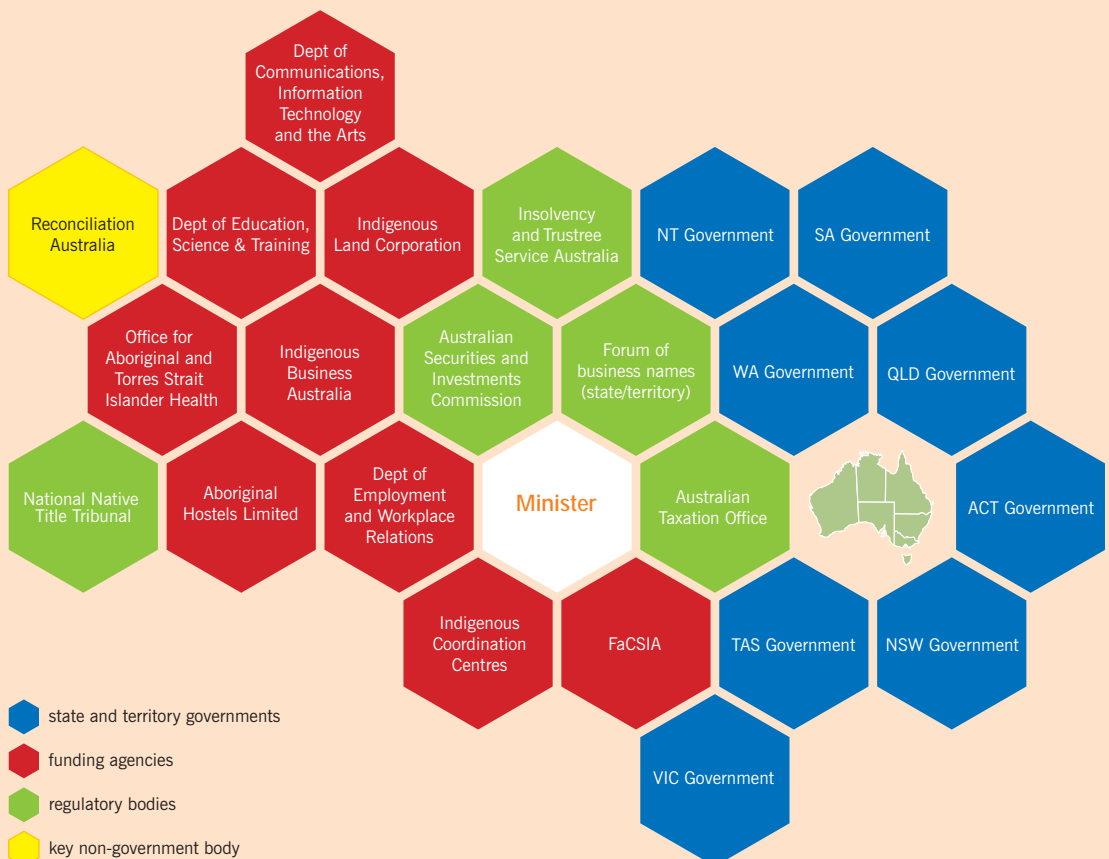 Dept of
Communications,
Information
Technology
and the Arts
Reconciliation
Australia
Dept of Education,
Science & Training
Indigenous
Land Corporation
Insolvency
and Trustree
Service Australia
NT Government
SA Government
Office for
Aboriginal and
Torres Strait
Islander Health
Indigenous
Business
Australia
Australian
Securities and
Investments
Commission
Forum of
business names
(state/territory)
WA Government
QLD Government
National Native
Title Tribunal
Aboriginal
Hostels Limited
Dept of
Employment
and Workplace
Relations
Minister
Australian
Taxation Office
ACT Government
Indigenous
Coordination
Centres
FaCSIA
TAS Government
NSW Government
VIC Government
state and territory governments
funding agencies
regulatory bodies
key non-government body